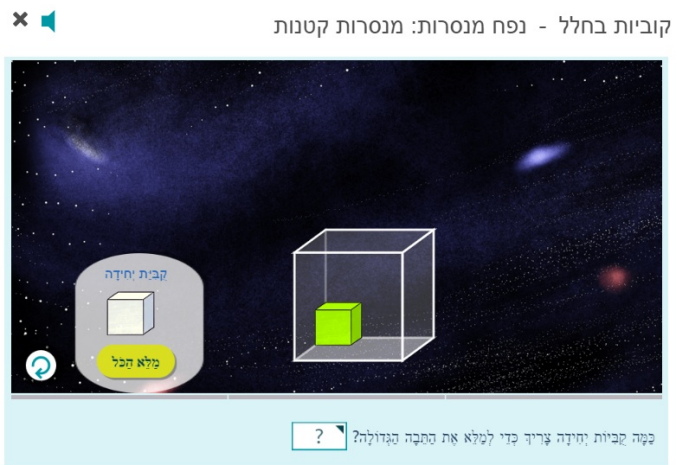 קוביות בחלל - נפח מנסרות: מנסרות קטנות
קֻבִּיַּת יְחִידָה
מַלֵּא הַכֹּל
כַּמָּה קֻבִּיּוֹת יְחִידָה צָרִיךְ כְּדֵי לְמַלֵּא אֶת הַתֵּבָה הַגְּדוֹלָה?
?